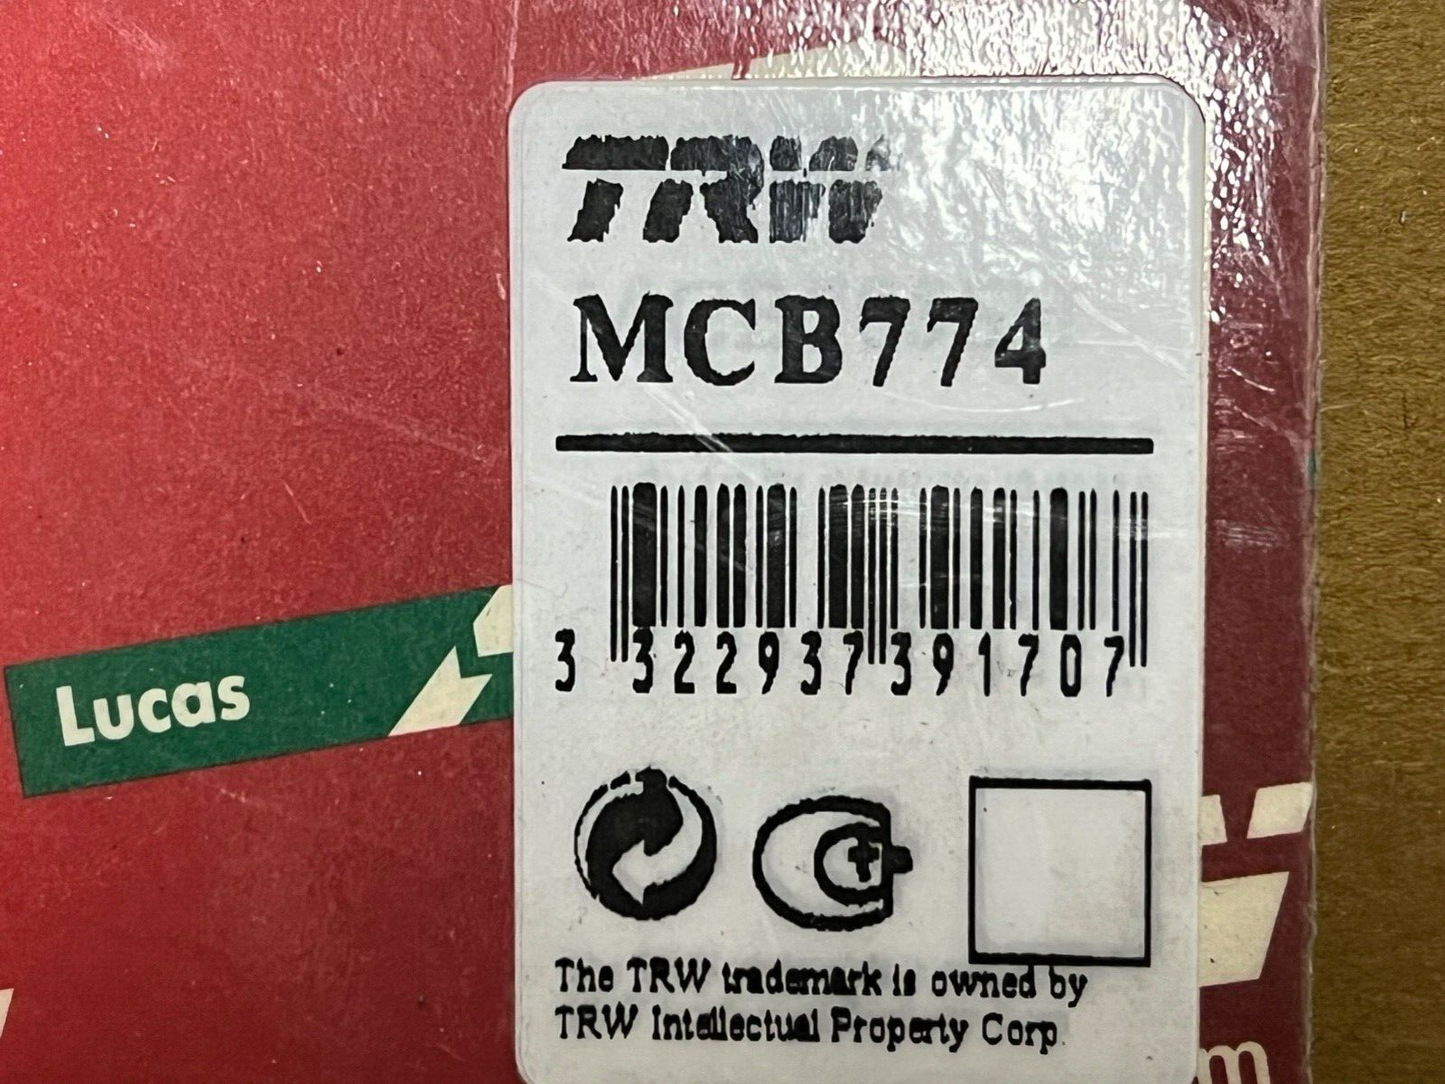 TRW
MCB774
3 322937 391707
Lucas
The TRW trademark is owned by
TRW Intellectual Property Corp.
m